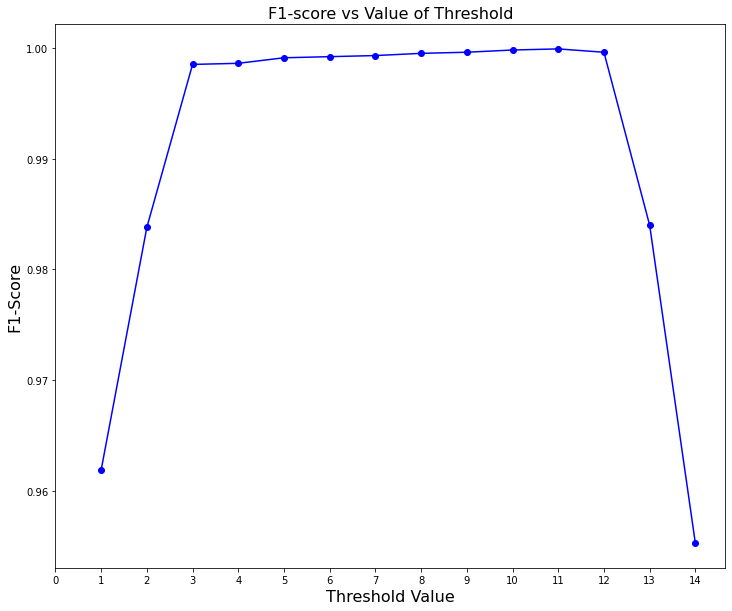 F1-score vs Value of Threshold
1.00
0.99
0.98
0.97
0.96
F1-Score
0 1 2 3 4 5 6 7 8 9 10 11 12 13 14
Threshold Value